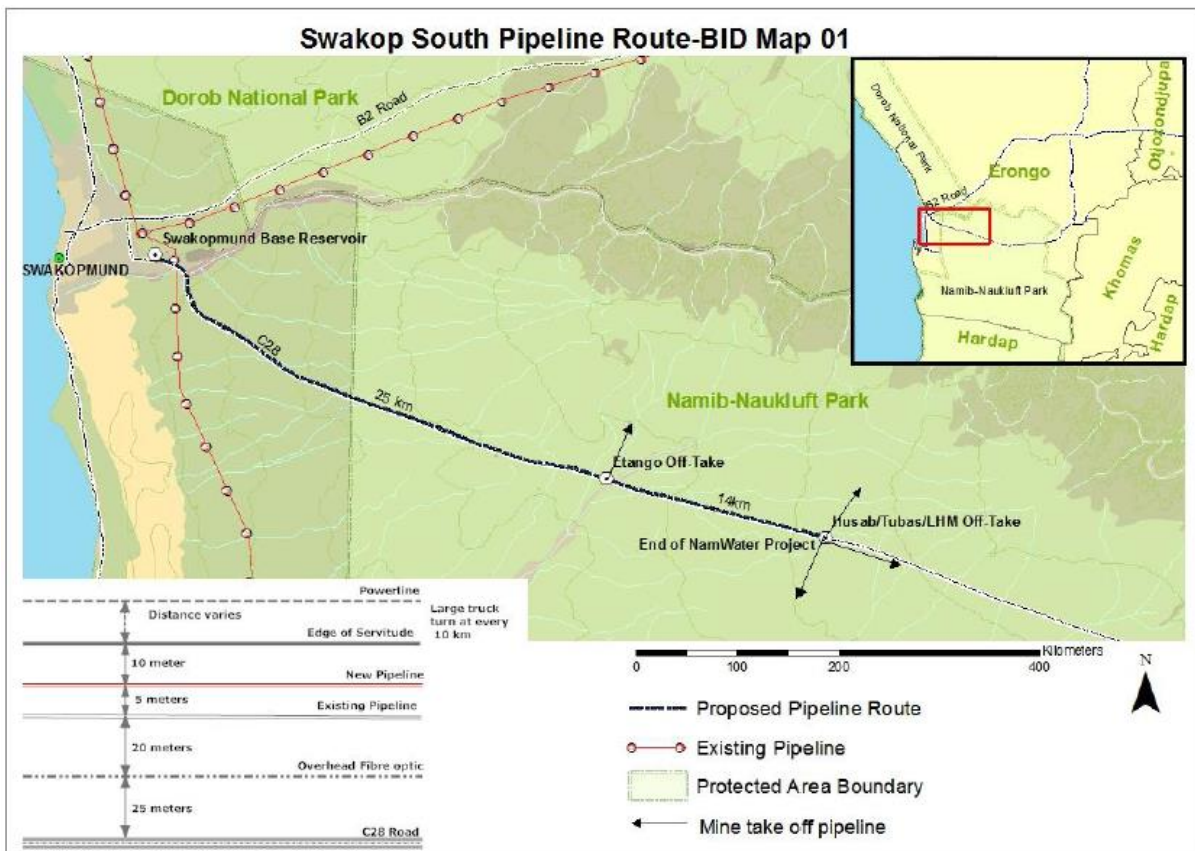 Swakop South Pipeline Route-BID Map 01
Dorob National Park
B2 Road
Swakopmund Base Reservoir
SWAKOPMUND
C28
25 km
Namib-Naukluft Park
Etango Off-Take
14km
Husab/Tubas/LHM Off-Take
End of NamWater Project
Dorob National Park
Erongo
Otjozondjupa
B2 Road
Khomas
Namib-Naukluft Park
Hardap
Hardap
Powerline
Distance varies
Large truck
turn at every
10 km
Edge of Servitude
10 meter
New Pipeline
5 meters
Existing Pipeline
20 meters
Overhead Fibre optic
25 meters
C28 Road
Kilometers
0 100 200 400
N
Proposed Pipeline Route
Existing Pipeline
Protected Area Boundary
Mine take off pipeline